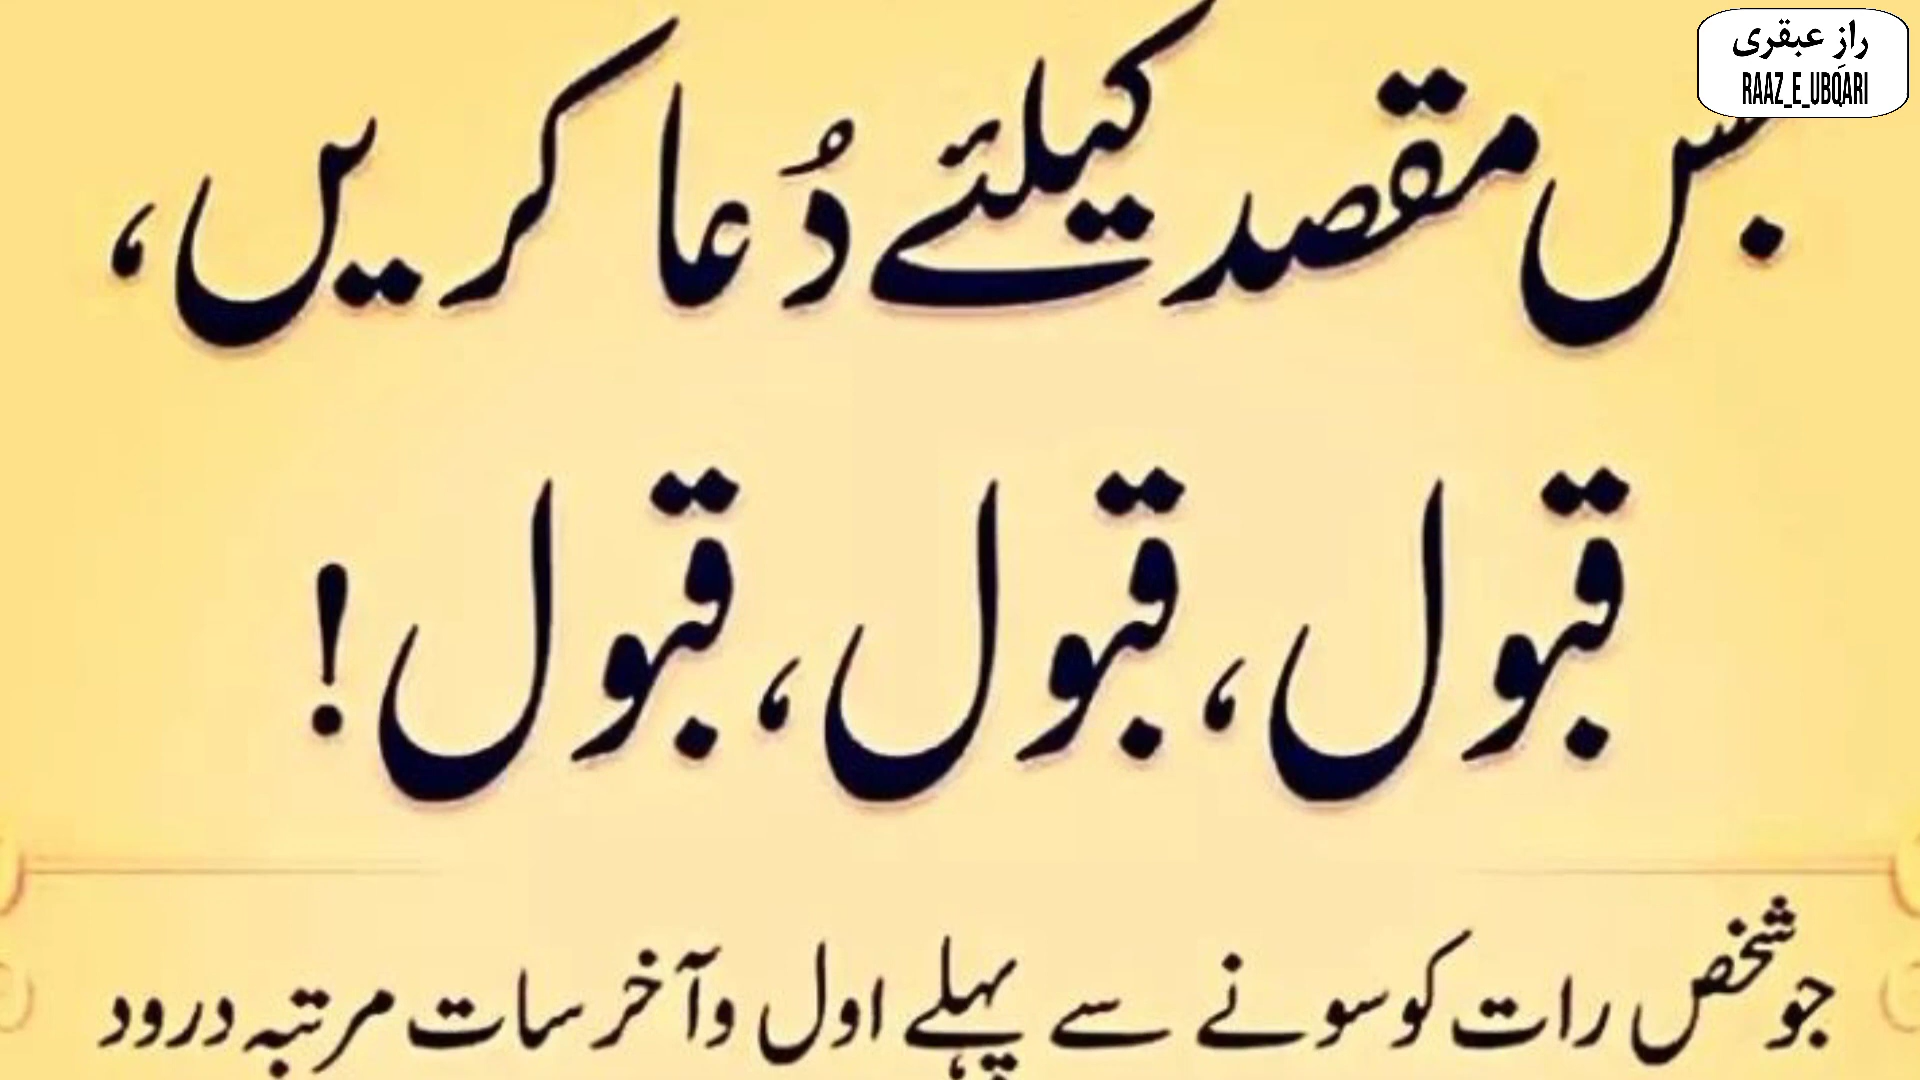 راز عبقری
RAAZ_E_UBQARI
جس مقصد کیلئے دُعا کریں،
قبول، قبول، قبول!
جو شخص رات کو سونے سے پہلے اول و آخر سات مرتبہ درود